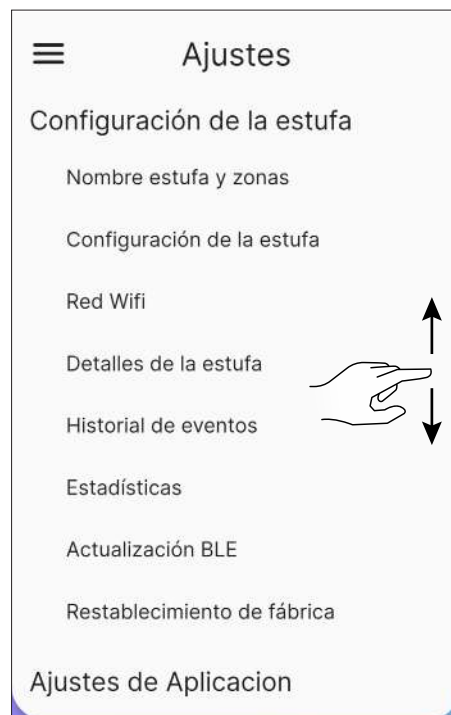 Ajustes
Configuración de la estufa
Nombre estufa y zonas
Configuración de la estufa
Red Wifi
Detalles de la estufa
Historial de eventos
Estadísticas
Actualización BLE
Restablecimiento de fábrica
Ajustes de Aplicacion